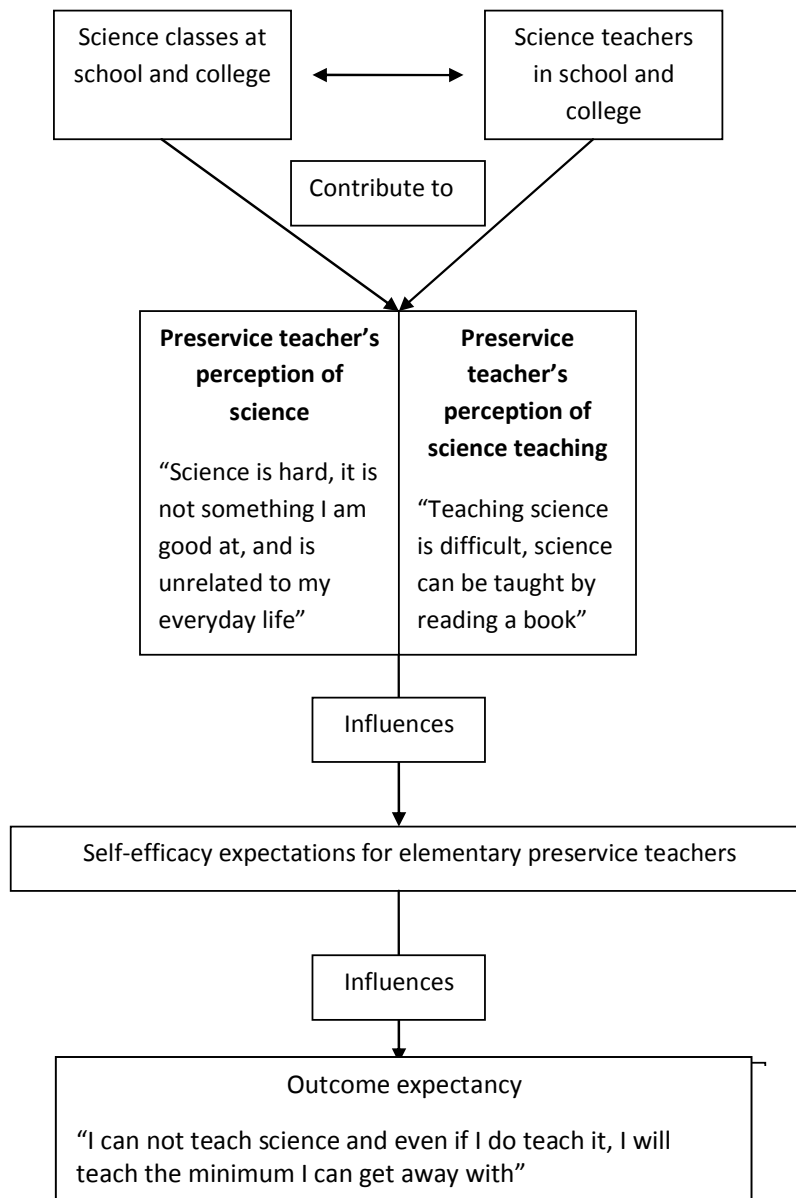 Science classes at
school and college
Science teachers
in school and
college
Contribute to
Preservice teacher’s
perception of
science
“Science is hard, it is
not something I am
good at, and is
unrelated to my
everyday life”
Preservice
teacher’s
perception of
science teaching
“Teaching science
is difficult, science
can be taught by
reading a book”
Influences
Self-efficacy expectations for elementary preservice teachers
Influences
Outcome expectancy
“I can not teach science and even if I do teach it, I will
teach the minimum I can get away with”